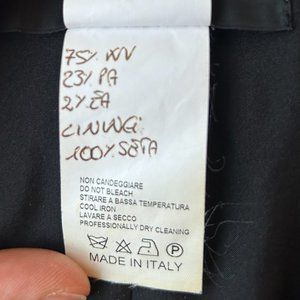 75% WV
23% PA
2% EA
LINING:
100% SETA
NON CANDEGGIARE
DO NOT BLEACH
STIRARE A BASSA TEMPERATURA
COOL IRON
LAVARE A SECCO
PROFESSIONALLY DRY CLEANING
P
MADE IN ITALY